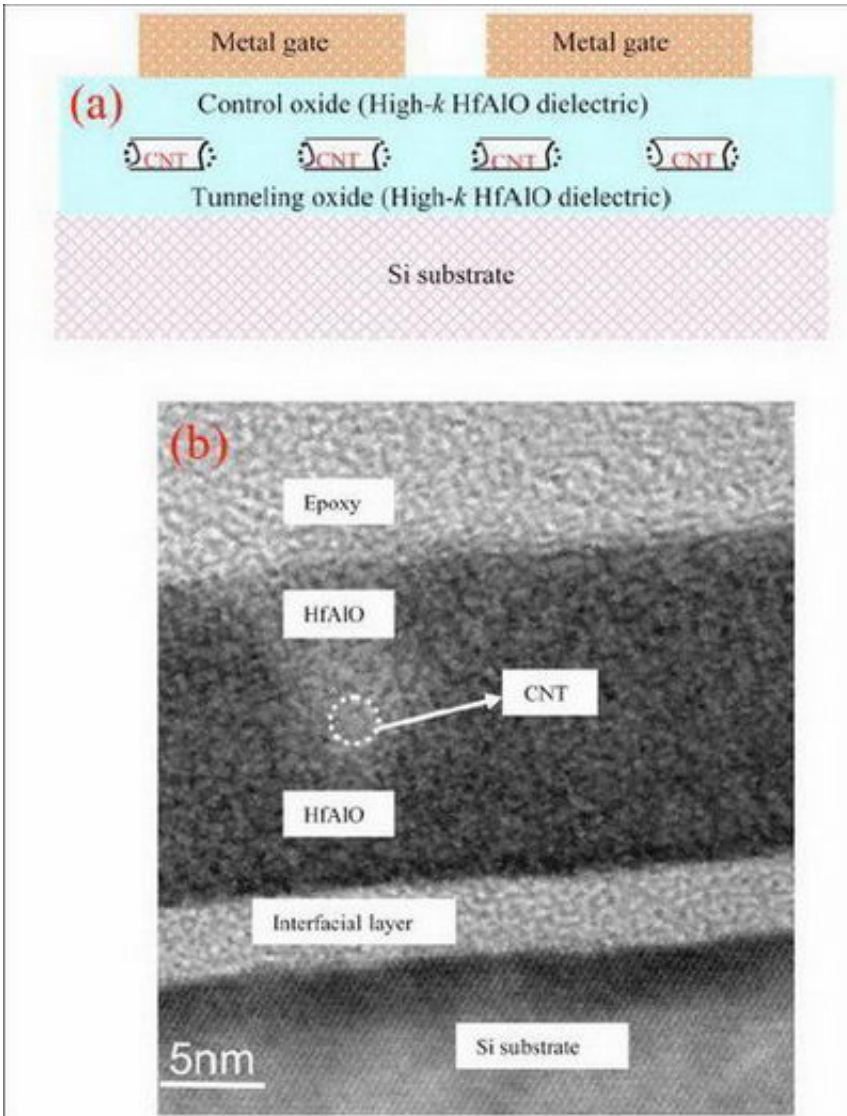 Metal gate
Metal gate
(a)
Control oxide (High-k HfAlO dielectric)
CNT
CNT
CNT
CNT
Tunneling oxide (High-k HfAlO dielectric)
Si substrate
(b)
Epoxy
HfAlO
CNT
HfAlO
Interfacial layer
Si substrate
5nm